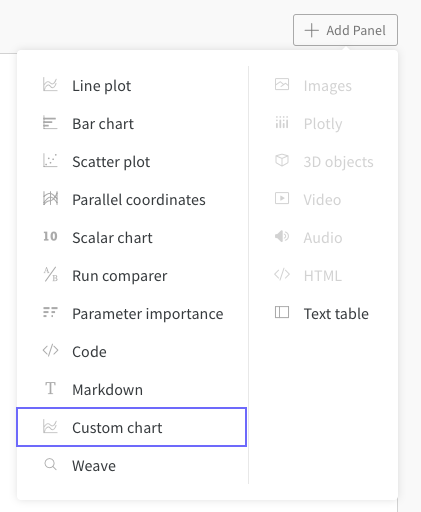 Add Panel
Line plot
Bar chart
Scatter plot
Parallel coordinates
10 Scalar chart
A/B Run comparer
Parameter importance
</> Code
T Markdown
Custom chart
Weave
Images
Plotly
3D objects
Video
Audio
</> HTML
Text table